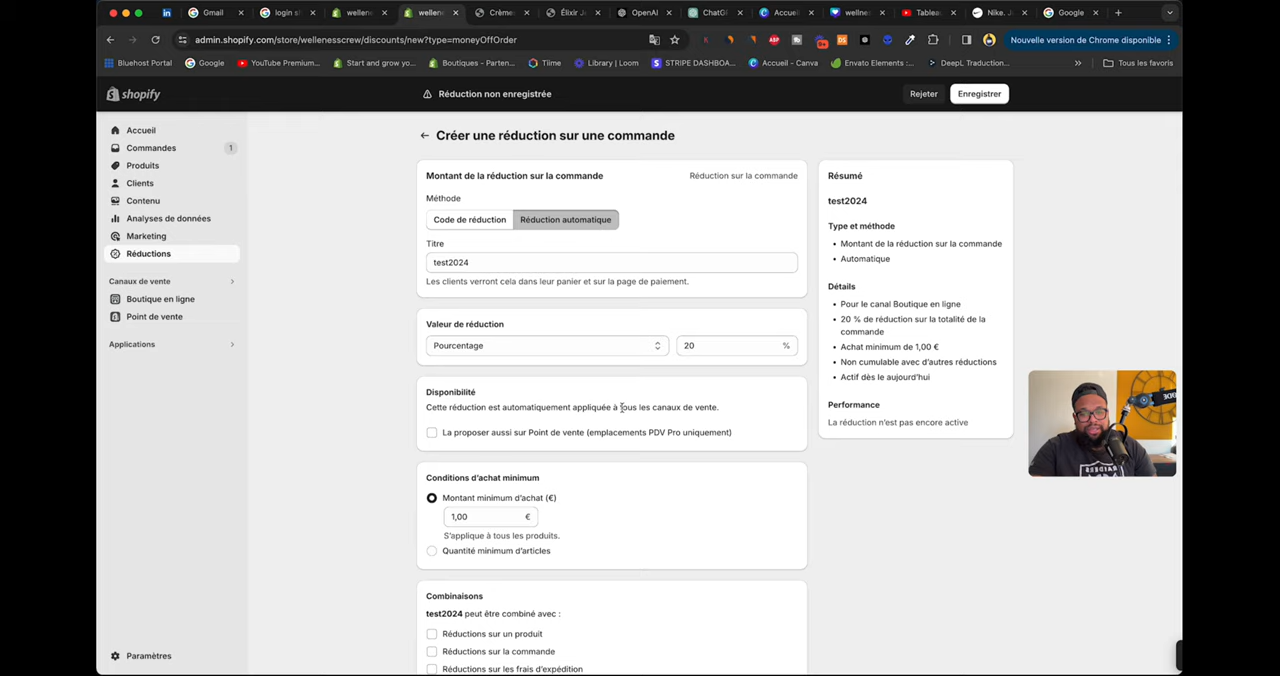 Gmail
login sh
wellene
wellene
Crème
Élixir Jo
OpenAI
ChatG
Accueil
wellne
Tablea
Nike. J
Google
admin.shopify.com/store/wellenesscrew/discounts/new?type=moneyOffOrder
Nouvelle version de Chrome disponible
Bluehost Portal
Google
YouTube Premium...
Start and grow yo...
Boutiques - Parten...
Tiime
Library | Loom
STRIPE DASHBOA...
Accueil - Canva
Envato Elements :...
DeepL Traduction...
Tous les favoris
shopify
Réduction non enregistrée
Rejeter
Enregistrer
Accueil
Commandes
1
Produits
Clients
Contenu
Analyses de données
Marketing
Réductions
Canaux de vente
Boutique en ligne
Point de vente
Applications
Paramètres
Créer une réduction sur une commande
Montant de la réduction sur la commande
Réduction sur la commande
Méthode
Code de réduction
Réduction automatique
Titre
test2024
Les clients verront cela dans leur panier et sur la page de paiement.
Valeur de réduction
Pourcentage
20
%
Disponibilité
Cette réduction est automatiquement appliquée à tous les canaux de vente.
La proposer aussi sur Point de vente (emplacements PDV Pro uniquement)
Conditions d'achat minimum
Montant minimum d'achat (€)
1,00
€
S'applique à tous les produits.
Quantité minimum d'articles
Combinaisons
test2024 peut être combiné avec :
Réductions sur un produit
Réductions sur la commande
Réductions sur les frais d'expédition
Résumé
test2024
Type et méthode
• Montant de la réduction sur la commande
• Automatique
Détails
• Pour le canal Boutique en ligne
• 20 % de réduction sur la totalité de la
commande
• Achat minimum de 1,00 €
• Non cumulable avec d'autres réductions
• Actif dès le aujourd'hui
Performance
La réduction n'est pas encore active